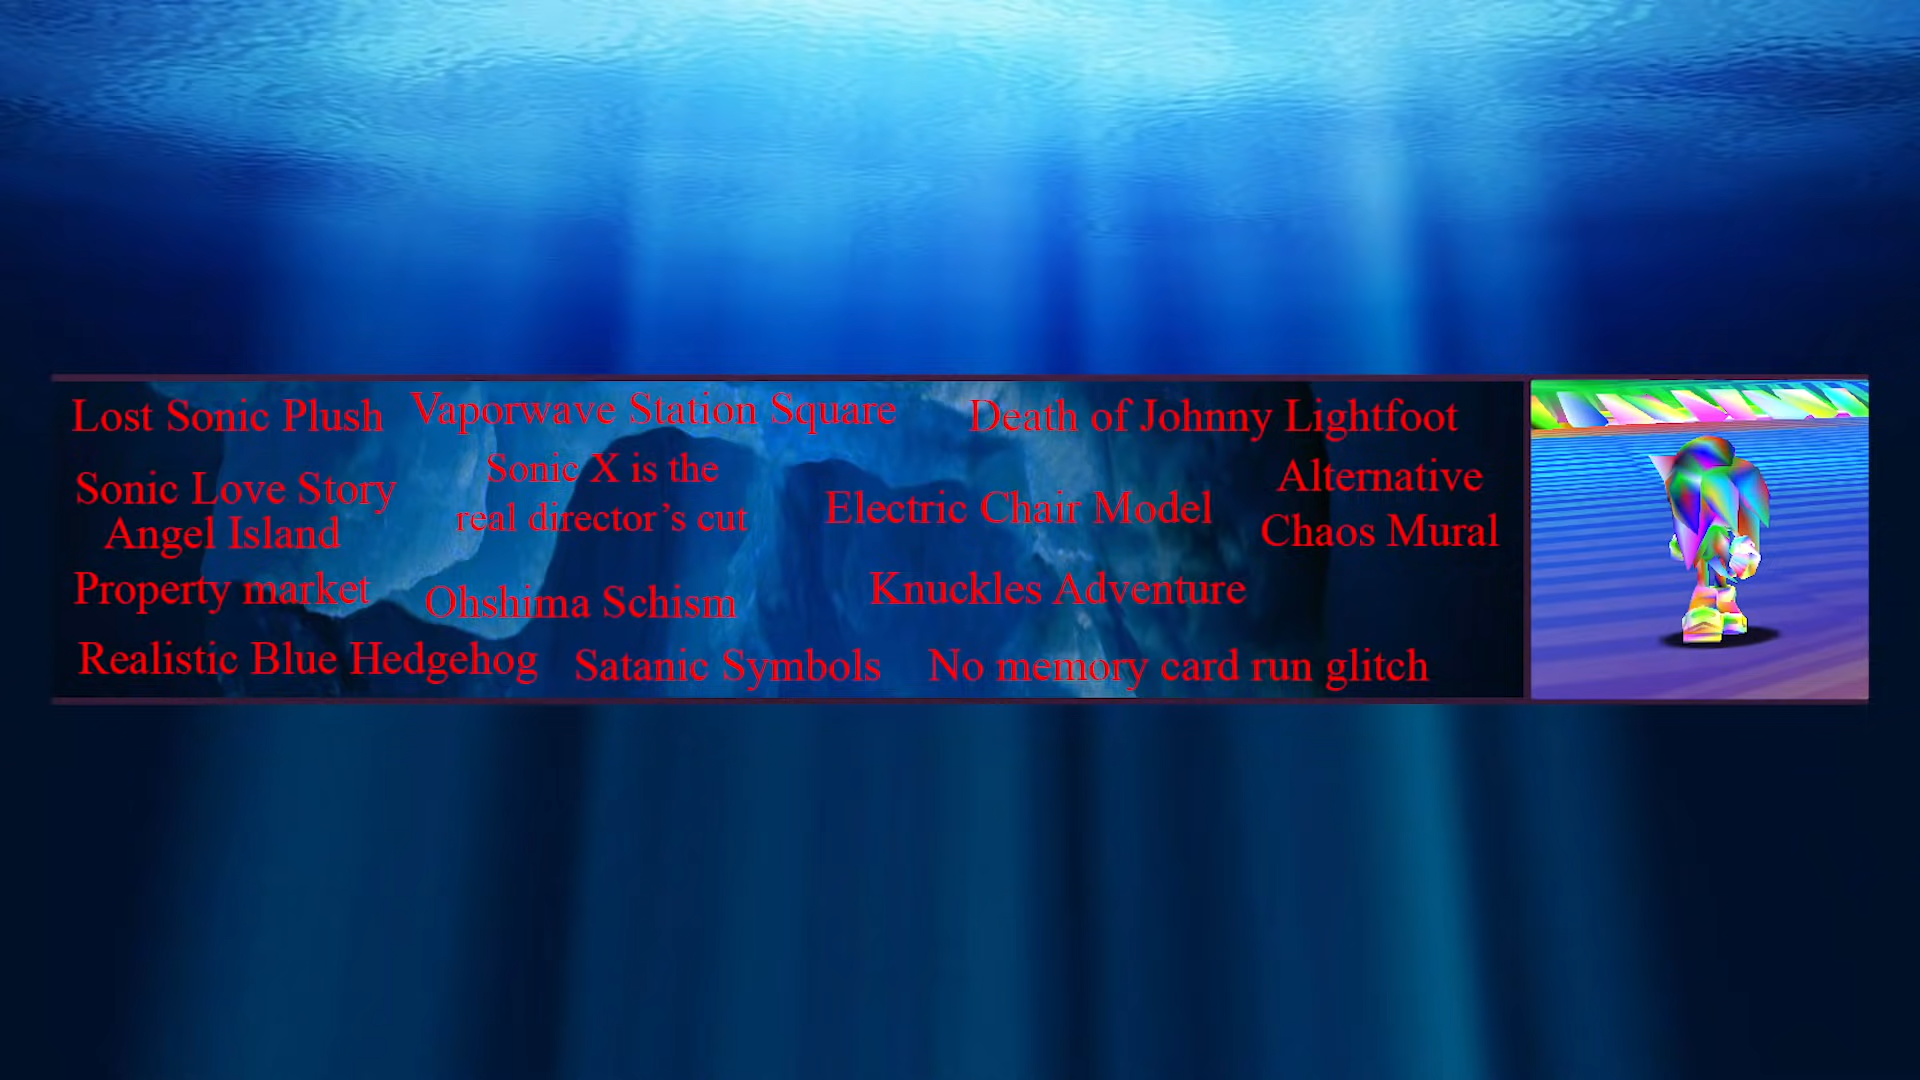 Lost Sonic Plush
Vaporwave Station Square
Death of Johnny Lightfoot
Sonic Love Story
Sonic X is the
real director's cut
Electric Chair Model
Alternative
Chaos Mural
Angel Island
Property market
Ohshima Schism
Knuckles Adventure
Realistic Blue Hedgehog
Satanic Symbols
No memory card run glitch